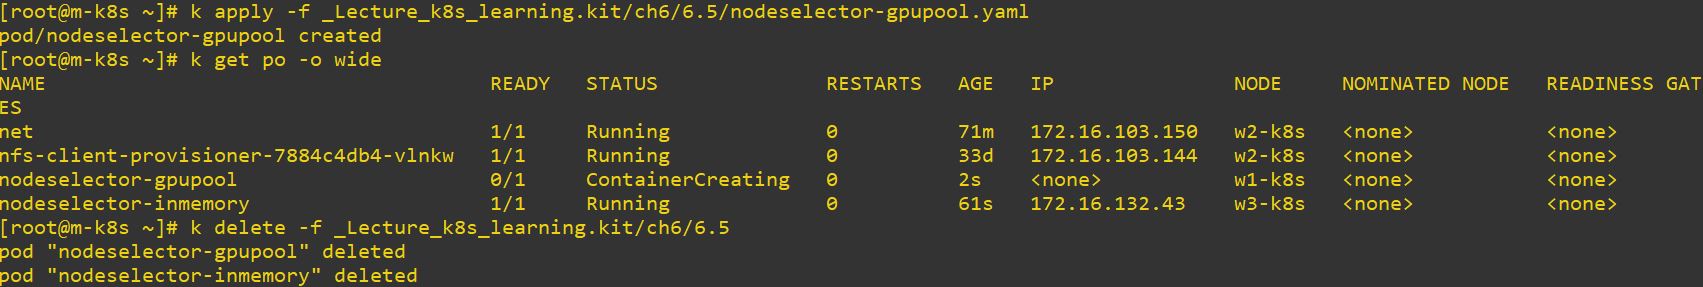 [root@m-k8s ~]# k apply -f _Lecture_k8s_learning.kit/ch6/6.5/nodeselector-gpupool.yaml
pod/nodeselector-gpupool created
[root@m-k8s ~]# k get po -o wide
NAME                                     READY   STATUS              RESTARTS   AGE   IP               NODE     NOMINATED NODE   READINESS GAT
ES
net                                      1/1     Running             0          71m   172.16.103.150   w2-k8s   <none>           <none>
nfs-client-provisioner-7884c4db4-vlnkw   1/1     Running             0          33d   172.16.103.144   w2-k8s   <none>           <none>
nodeselector-gpupool                     0/1     ContainerCreating   0          2s    <none>           w1-k8s   <none>           <none>
nodeselector-inmemory                    1/1     Running             0          61s   172.16.132.43    w3-k8s   <none>           <none>
[root@m-k8s ~]# k delete -f _Lecture_k8s_learning.kit/ch6/6.5
pod "nodeselector-gpupool" deleted
pod "nodeselector-inmemory" deleted